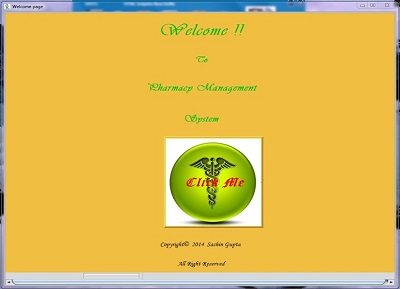 Welcome page
Welcome !!
To
Pharmacy Management
System
Click Me
Copyright© 2014 Sachin Gupta
All Right Reserved